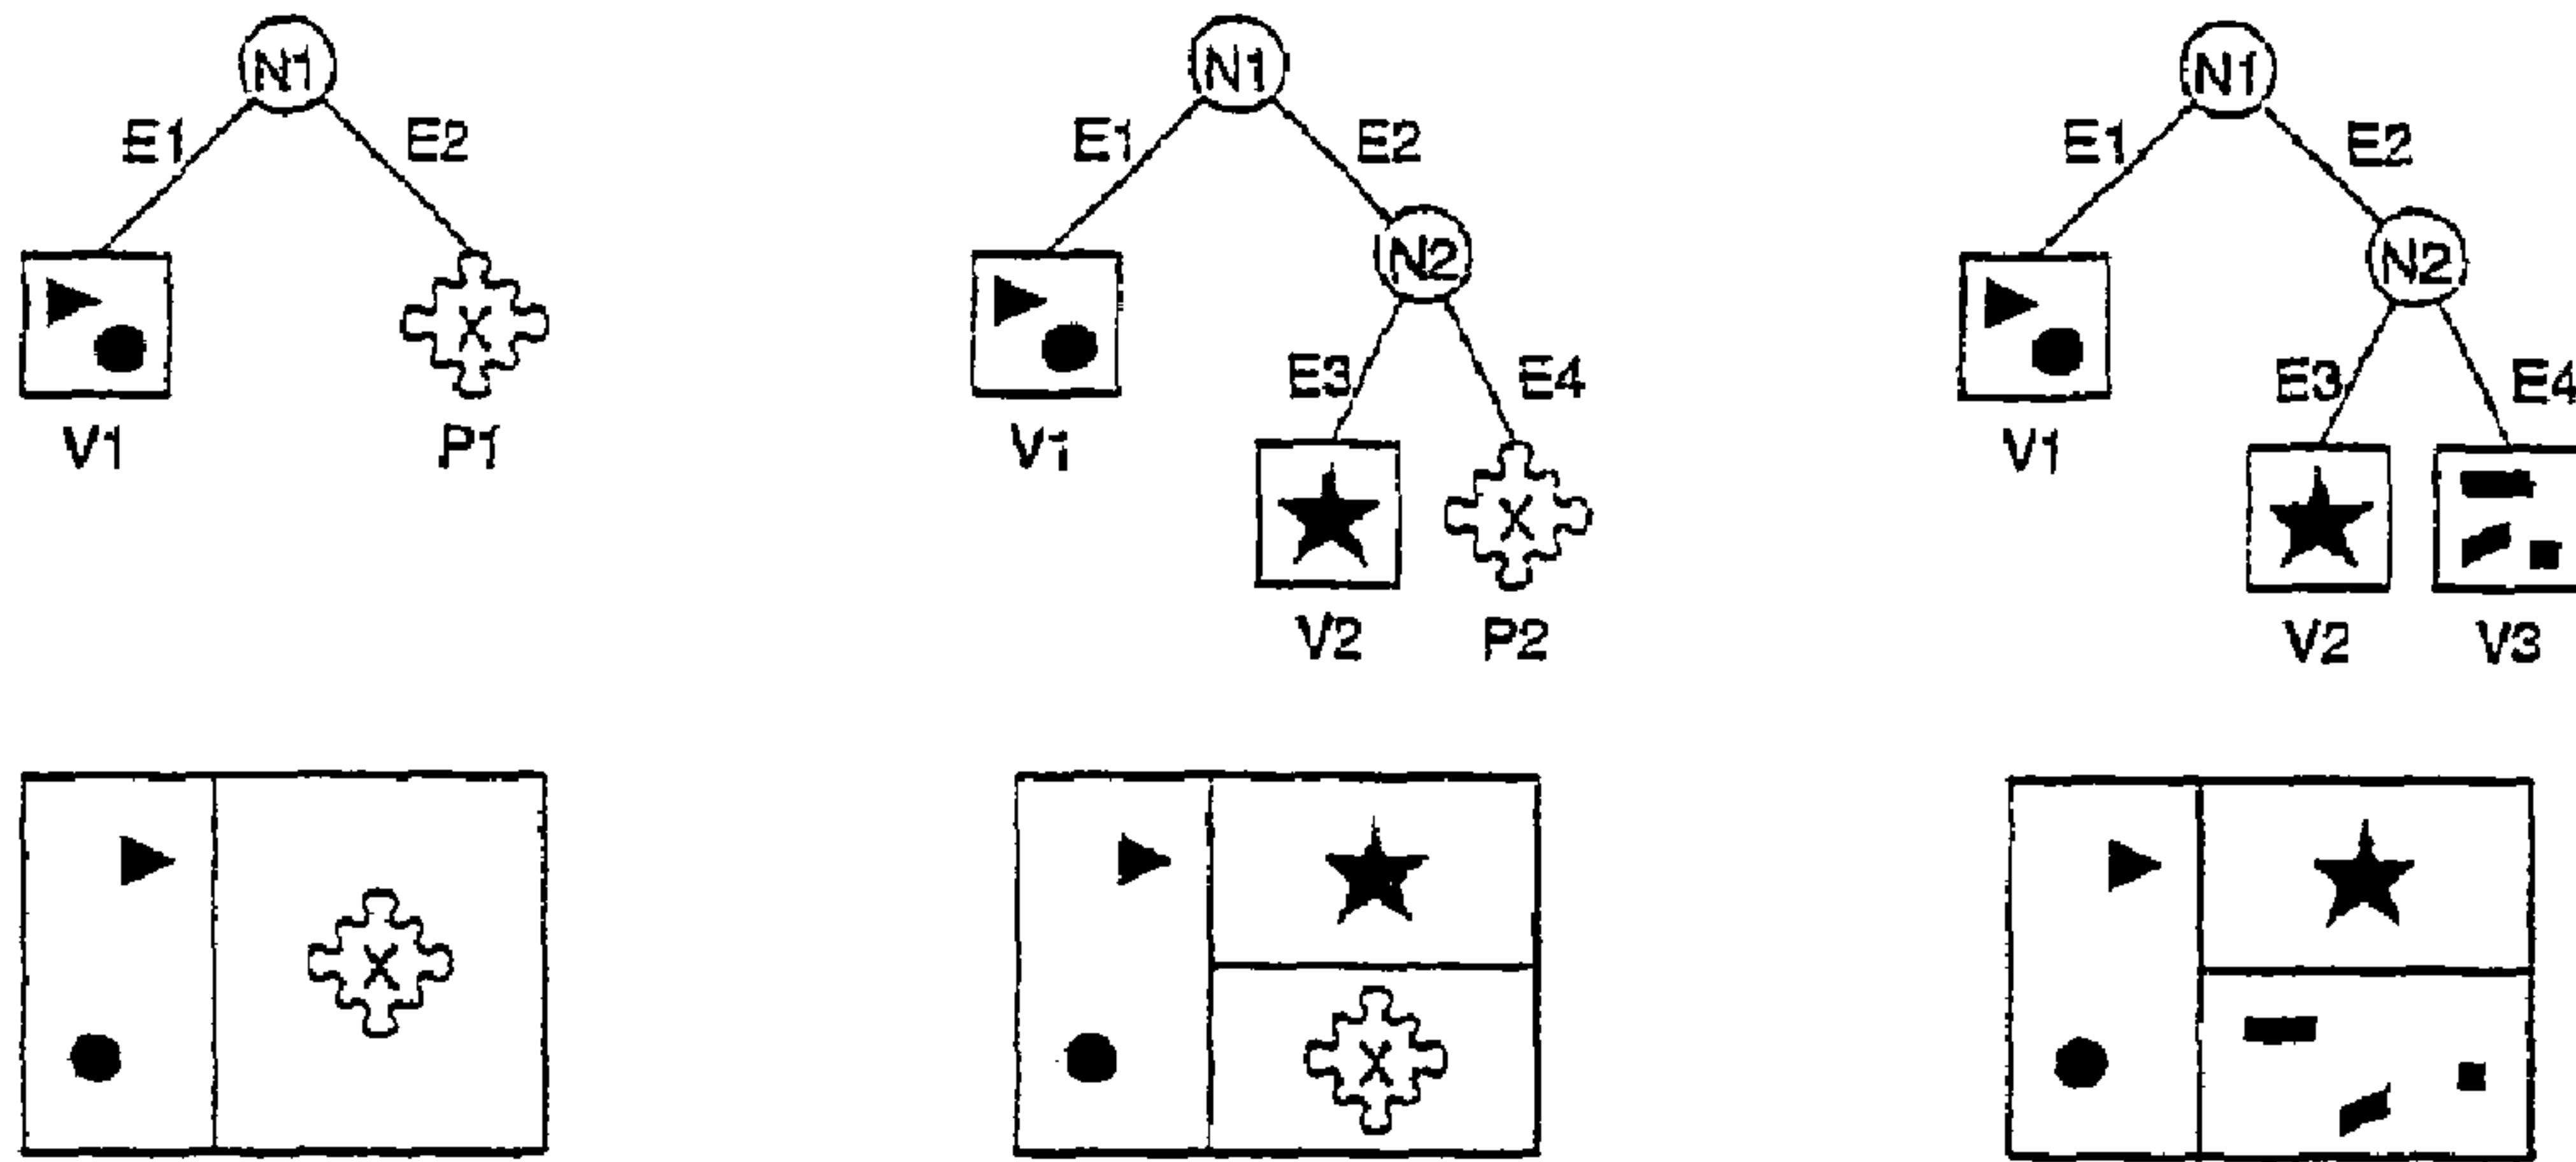 N1 N1 N1
E1 E2 E1 E2 E1 E2
N2 N2
X
E3 E4 E3 E4
V1 P1 V1 V1
X
V2 P2 V2 V3
X
X